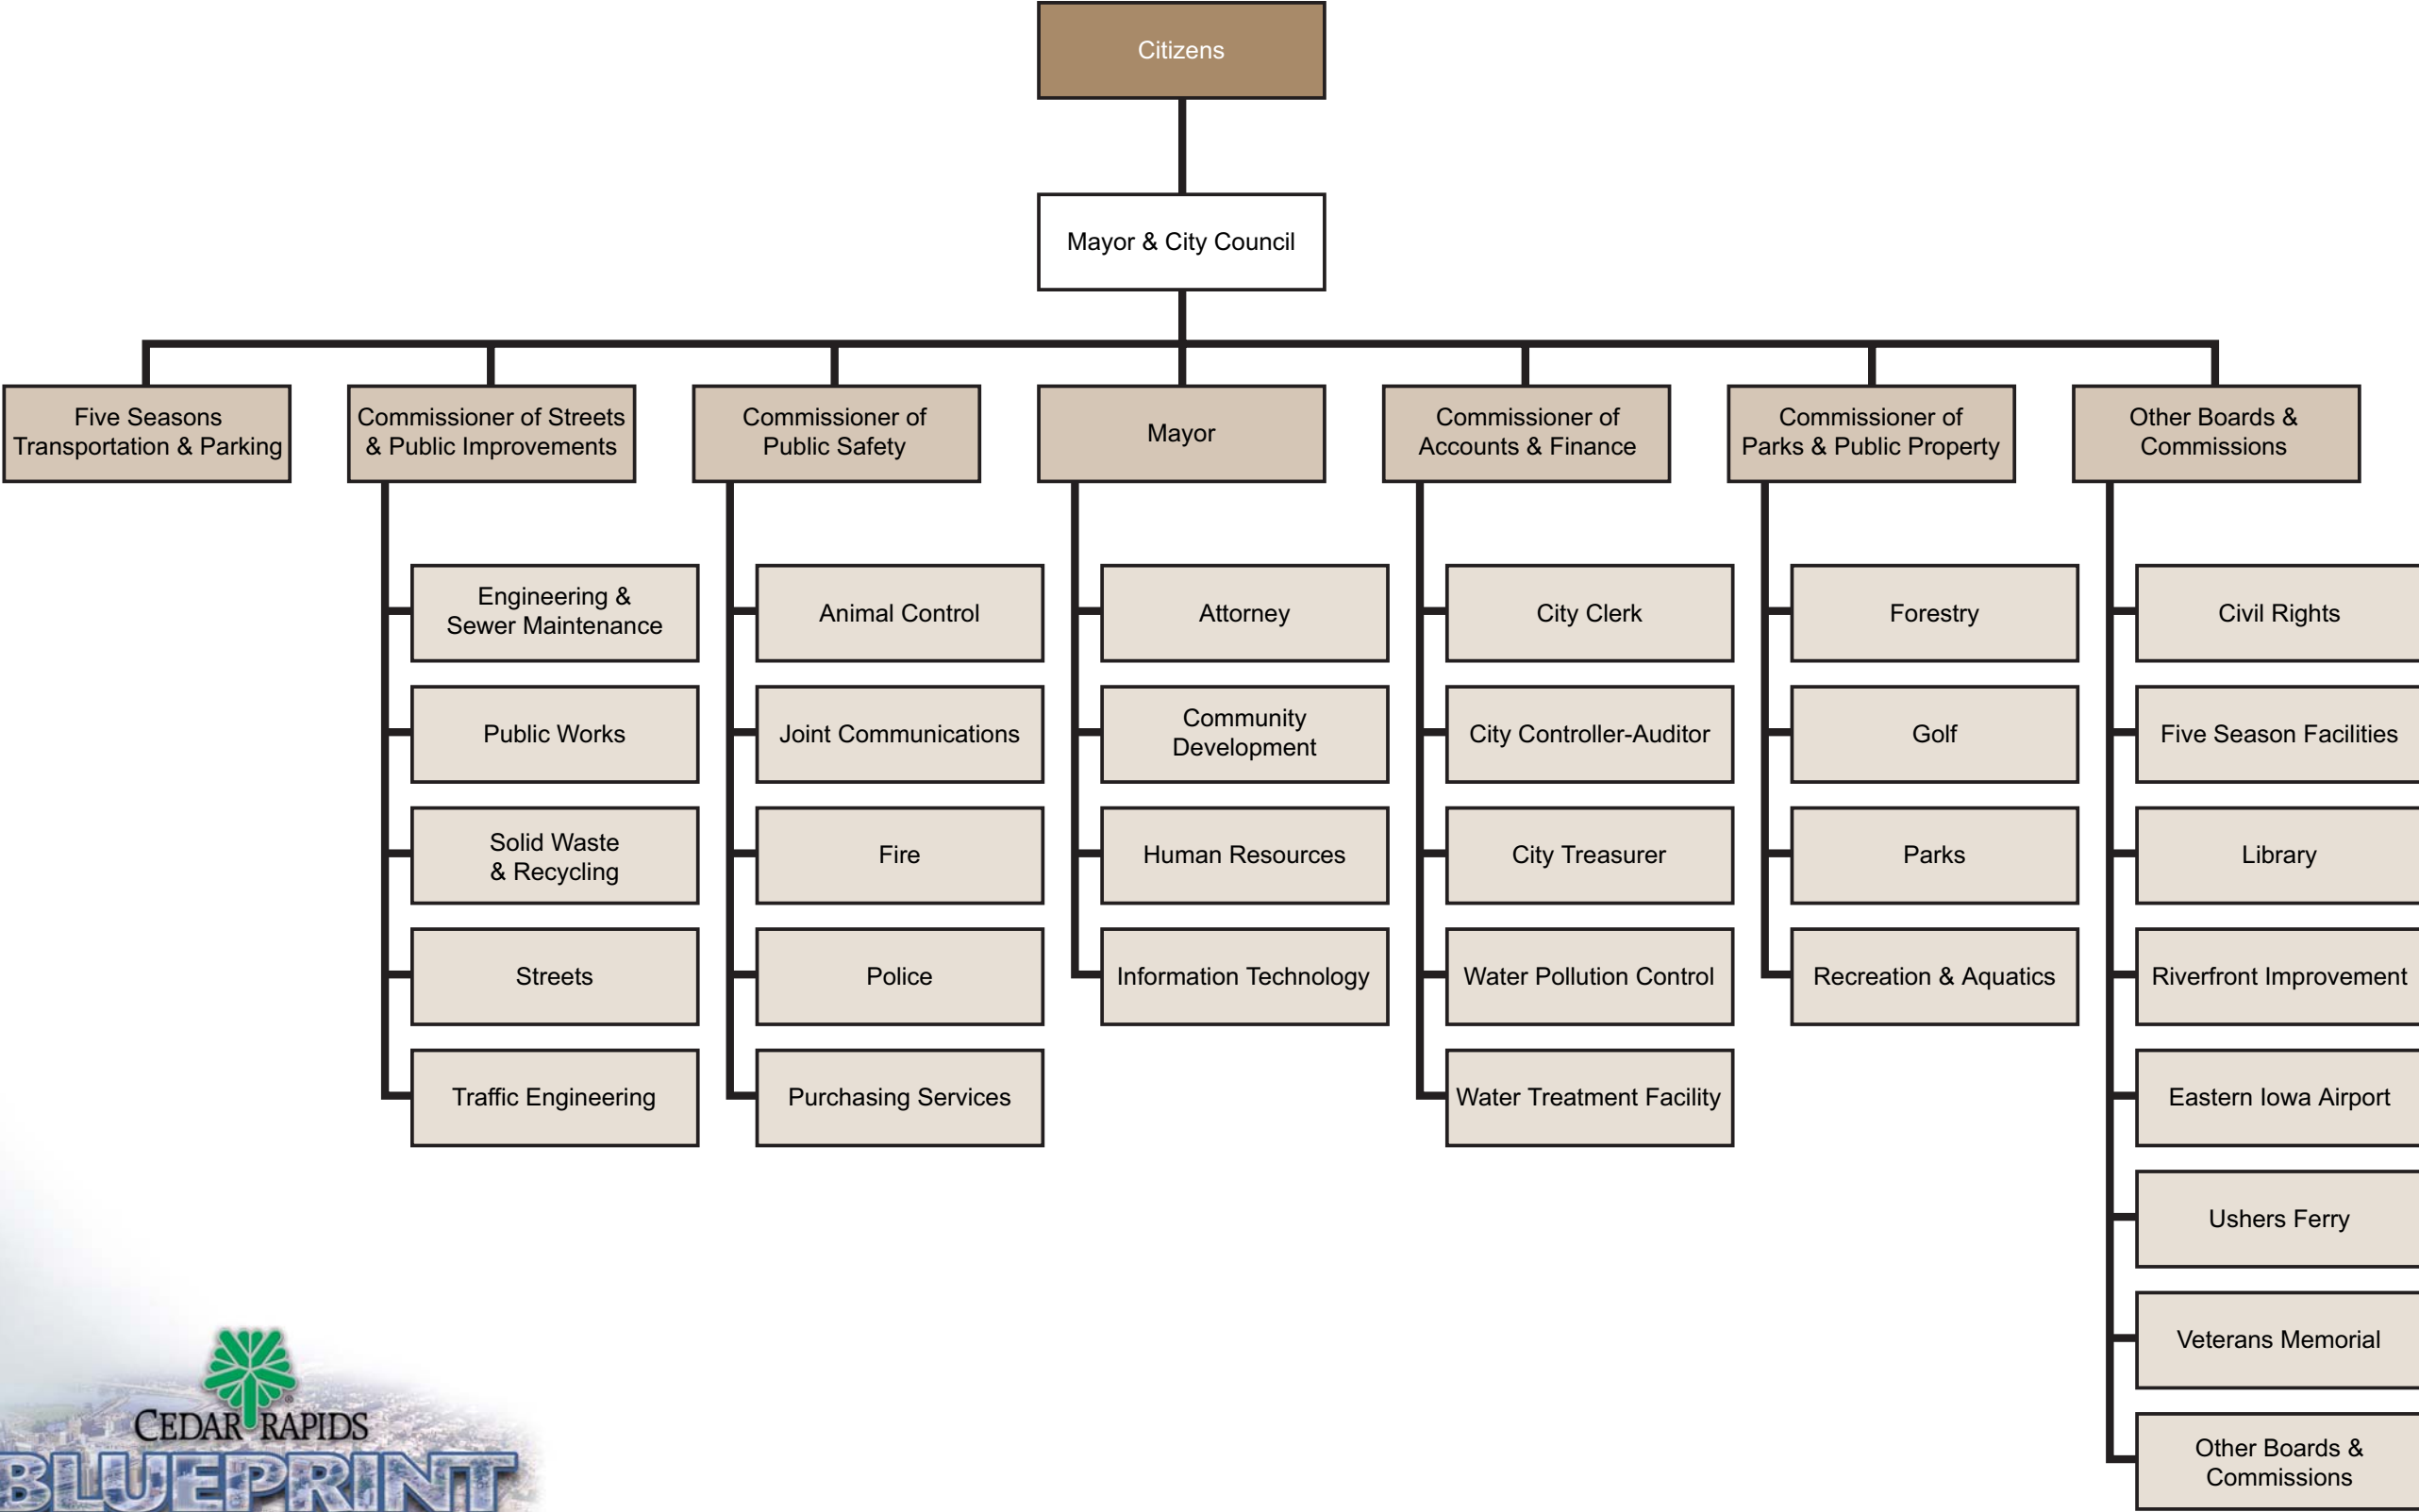 Citizens
Mayor & City Council
Five Seasons
Transportation & Parking
Commissioner of Streets
& Public Improvements
Commissioner of
Public Safety
Mayor
Commissioner of
Accounts & Finance
Commissioner of
Parks & Public Property
Other Boards &
Commissions
Engineering &
Sewer Maintenance
Public Works
Solid Waste
& Recycling
Streets
Traffic Engineering
Animal Control
Joint Communications
Fire
Police
Purchasing Services
Attorney
Community
Development
Human Resources
Information Technology
City Clerk
City Controller-Auditor
City Treasurer
Water Pollution Control
Water Treatment Facility
Forestry
Golf
Parks
Recreation & Aquatics
Civil Rights
Five Season Facilities
Library
Riverfront Improvement
Eastern Iowa Airport
Ushers Ferry
Veterans Memorial
Other Boards &
Commissions
®
CEDAR RAPIDS
BLUEPRINT